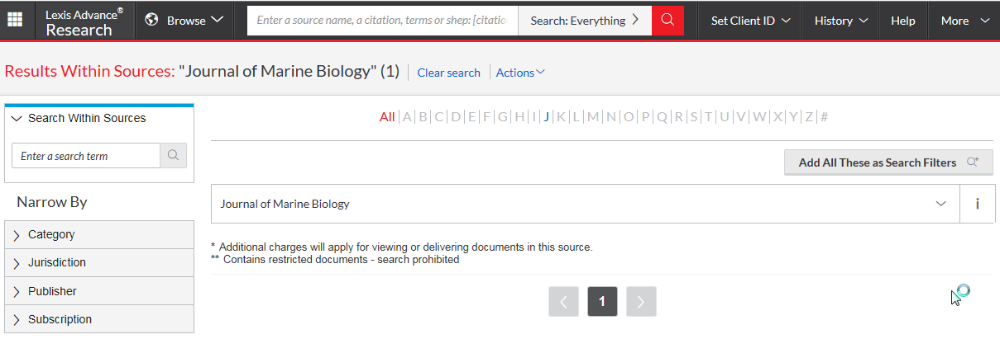 Lexis Advance®
Research
Browse
Enter a source name, a citation, terms or shep: [citatio
Search: Everything
Set Client ID
History
Help
More
Results Within Sources: "Journal of Marine Biology" (1)
Clear search
Actions
Search Within Sources
Enter a search term
Narrow By
Category
Jurisdiction
Publisher
Subscription
All A B C D E F G H I J K L M N O P Q R S T U V W X Y Z #
Add All These as Search Filters
Journal of Marine Biology
i
* Additional charges will apply for viewing or delivering documents in this source.
** Contains restricted documents - search prohibited
1